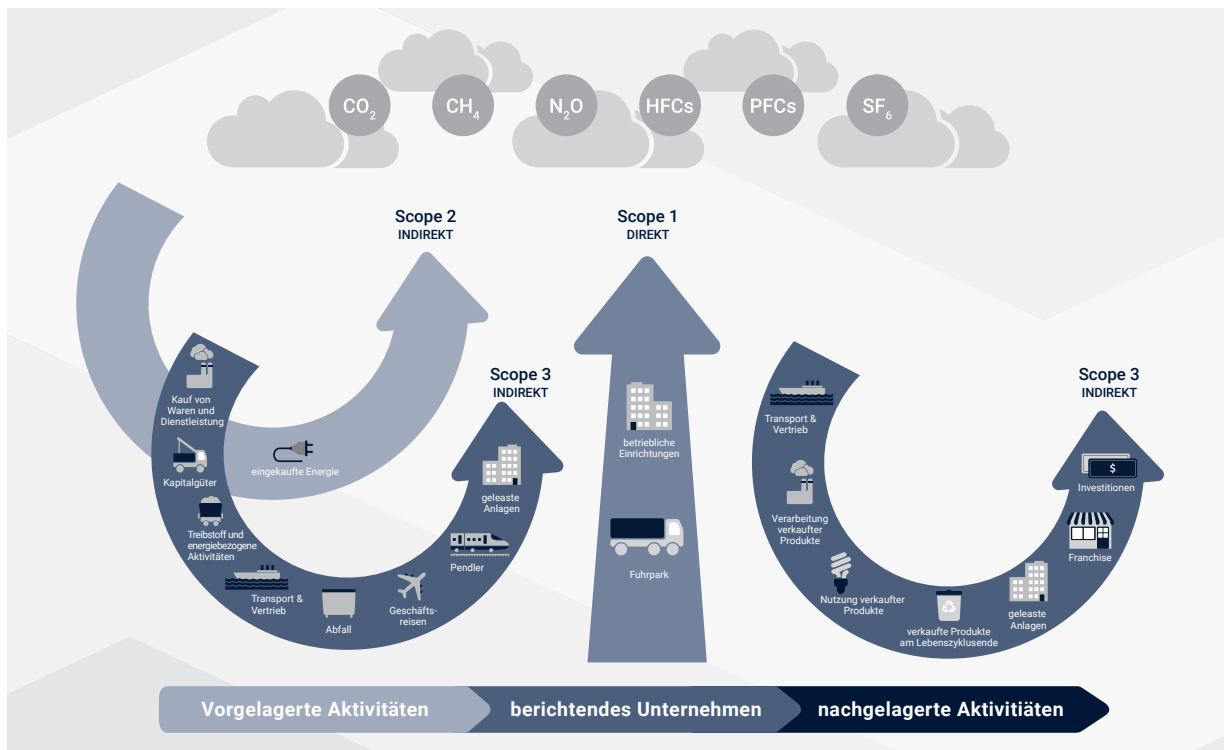 CO2
CH4
N2O
HFCs
PFCs
SF6
Scope 2
INDIREKT
Scope 1
DIREKT
Scope 3
INDIREKT
Scope 3
INDIREKT
Kauf von
Waren und
Dienstleistung
Kapitalgüter
Treibstoff und
energiebezogene
Aktivitäten
Transport &
Vertrieb
Abfall
Geschäfts-
reisen
Pendler
geleaste
Anlagen
eingekaufte Energie
betriebliche
Einrichtungen
Fuhrpark
Transport &
Vertrieb
Verarbeitung
verkaufter
Produkte
Nutzung verkaufter
Produkte
verkaufte Produkte
am Lebenszyklusende
geleaste
Anlagen
Franchise
$
Investitionen
Vorgelagerte Aktivitäten
berichtendes Unternehmen
nachgelagerte Aktivitiäten